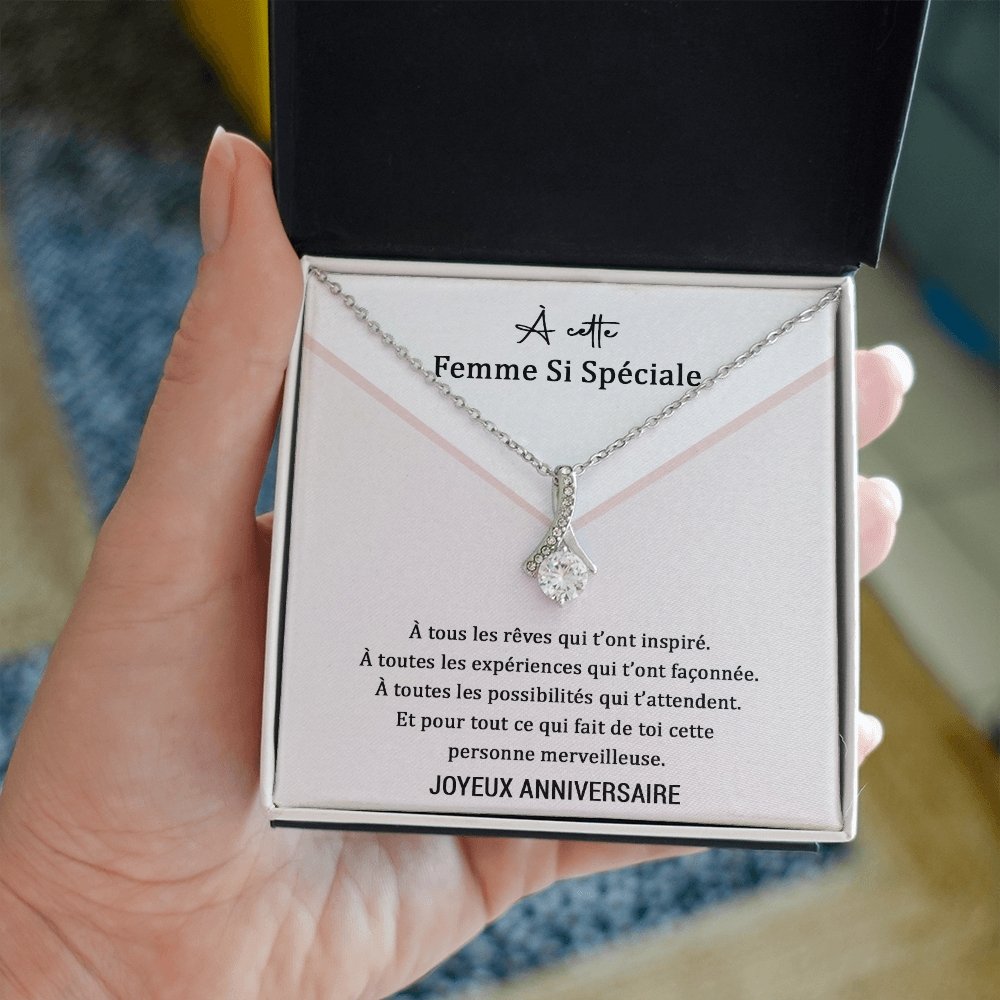 À cette
Femme Si Spéciale
À tous les rêves qui t’ont inspiré.
À toutes les expériences qui t’ont façonnée.
À toutes les possibilités qui t’attendent.
Et pour tout ce qui fait de toi cette
personne merveilleuse.
JOYEUX ANNIVERSAIRE